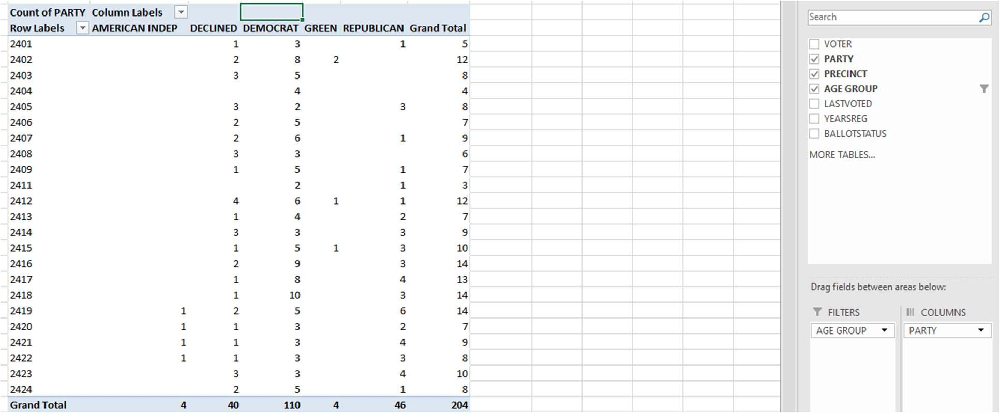 Count of PARTY Column Labels
Row Labels AMERICAN INDEP DECLINED DEMOCRAT GREEN REPUBLICAN Grand Total
2401 1 3 1 5
2402 2 8 2 12
2403 3 5 8
2404 4 4
2405 3 2 3 8
2406 2 5 7
2407 2 6 1 9
2408 3 3 6
2409 1 5 1 7
2411 2 1 3
2412 4 6 1 1 12
2413 1 4 2 7
2414 3 3 3 9
2415 1 5 1 3 10
2416 2 9 3 14
2417 1 8 4 13
2418 1 10 3 14
2419 1 2 5 6 14
2420 1 1 3 2 7
2421 1 1 3 4 9
2422 1 1 3 3 8
2423 3 3 4 10
2424 2 5 1 8
Grand Total 4 40 110 4 46 204
Search
VOTER
PARTY
PRECINCT
AGE GROUP
LASTVOTED
YEARSREG
BALLOTSTATUS
MORE TABLES...
Drag fields between areas below:
FILTERS COLUMNS
AGE GROUP PARTY